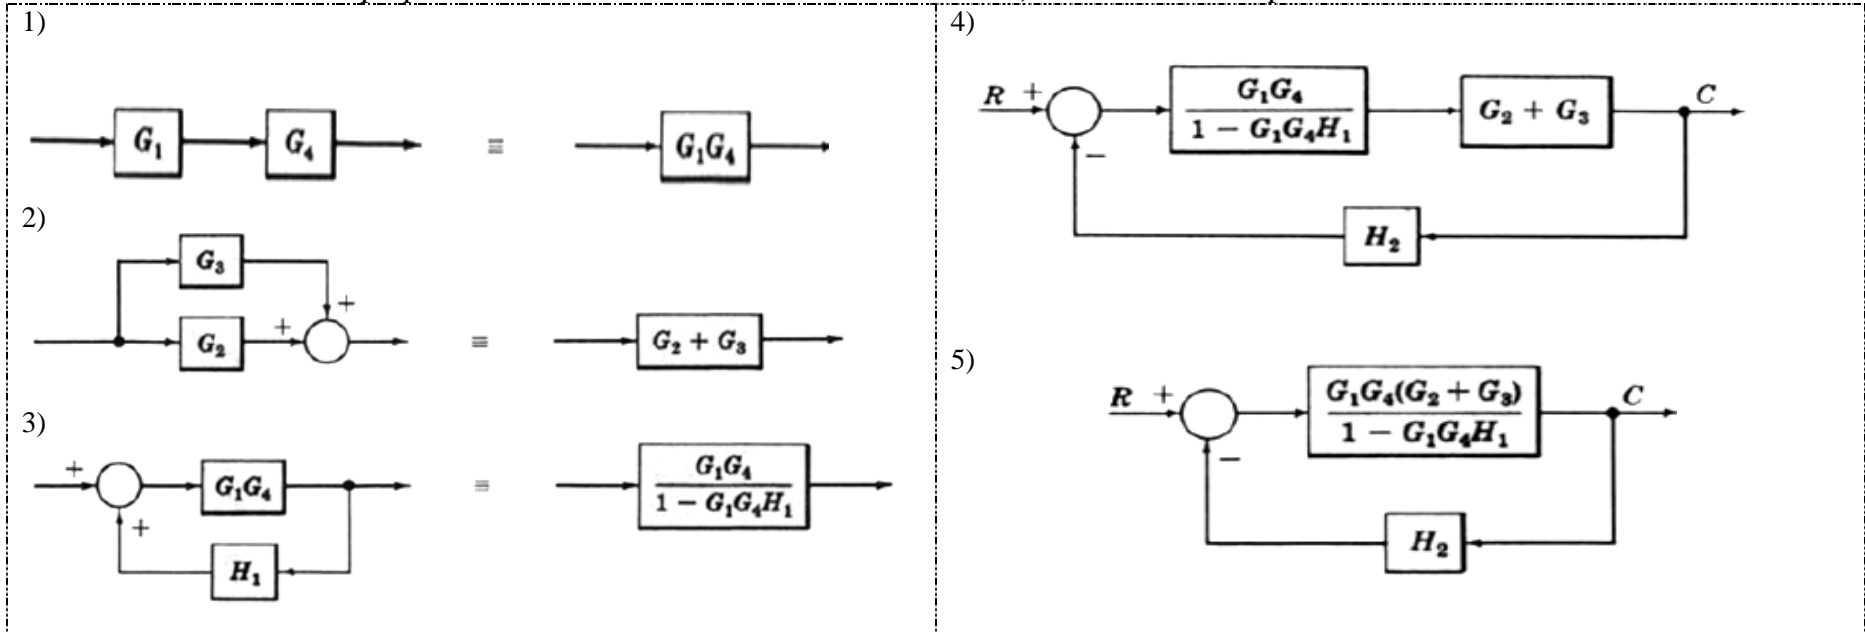 1)
G₁ G₄ ≡ G₁G₄
2)
G₃
+
G₂ + ≡ G₂ + G₃
3)
+ G₁G₄ ≡ G₁G₄ / 1 − G₁G₄H₁
+
H₁
4)
R + G₁G₄ / 1 − G₁G₄H₁ G₂ + G₃ C
−
H₂
5)
R + G₁G₄(G₂ + G₃) / 1 − G₁G₄H₁ C
−
H₂